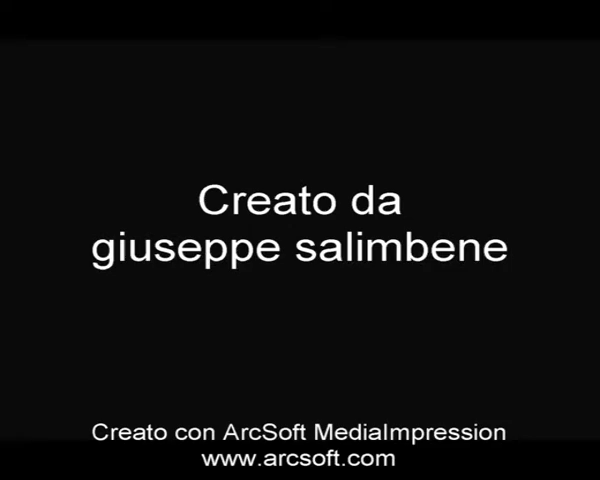 Creato da
giuseppe salimbene
Creato con ArcSoft MediaImpression
www.arcsoft.com